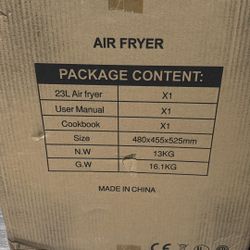 AIR FRYER
PACKAGE CONTENT:
23L Air fryer X1
User Manual X1
Cookbook X1
Size 480x455x525mm
N.W 13KG
G.W 16.1KG
MADE IN CHINA
CE